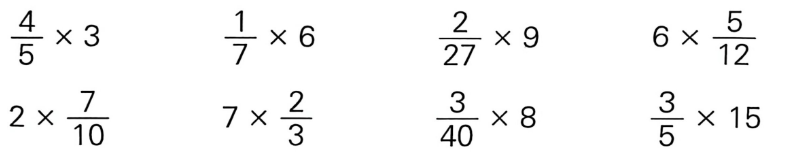 4/5 × 3    1/7 × 6    2/27 × 9    6 × 5/12
2 × 7/10    7 × 2/3    3/40 × 8    3/5 × 15